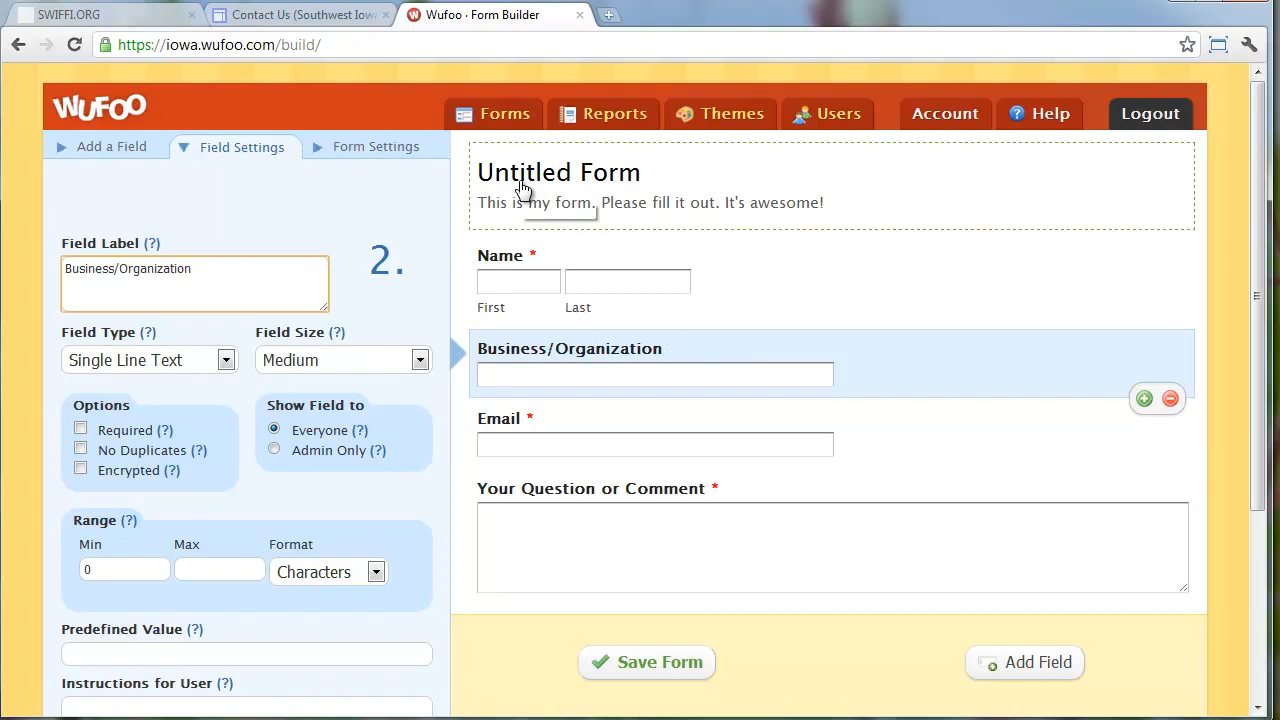 SWIFFI.ORG
Contact Us (Southwest Iow
Wufoo · Form Builder
https://iowa.wufoo.com/build/
WUFOO
Forms
Reports
Themes
Users
Account
Help
Logout
Add a Field
Field Settings
Form Settings
Untitled Form
This is my form. Please fill it out. It's awesome!
Field Label (?)
2.
Business/Organization
Field Type (?)
Field Size (?)
Single Line Text
Medium
Options
Required (?)
No Duplicates (?)
Encrypted (?)
Show Field to
Everyone (?)
Admin Only (?)
Range (?)
Min
Max
Format
0
Characters
Predefined Value (?)
Instructions for User (?)
Name *
First
Last
Business/Organization
Email *
Your Question or Comment *
Save Form
Add Field